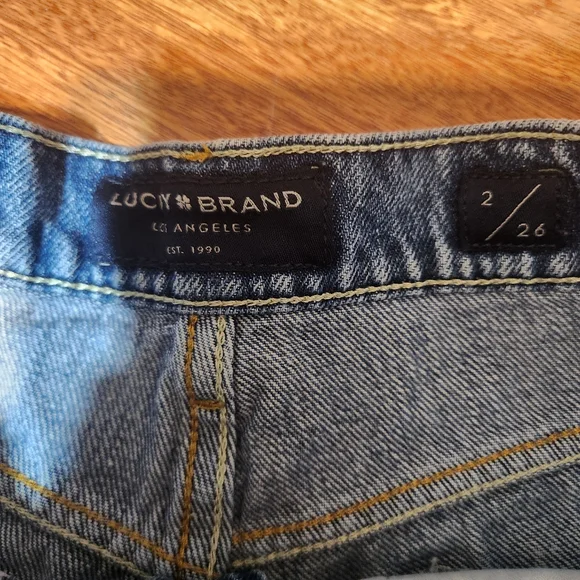 LUCKY BRAND
LOS ANGELES
EST. 1990
2
26